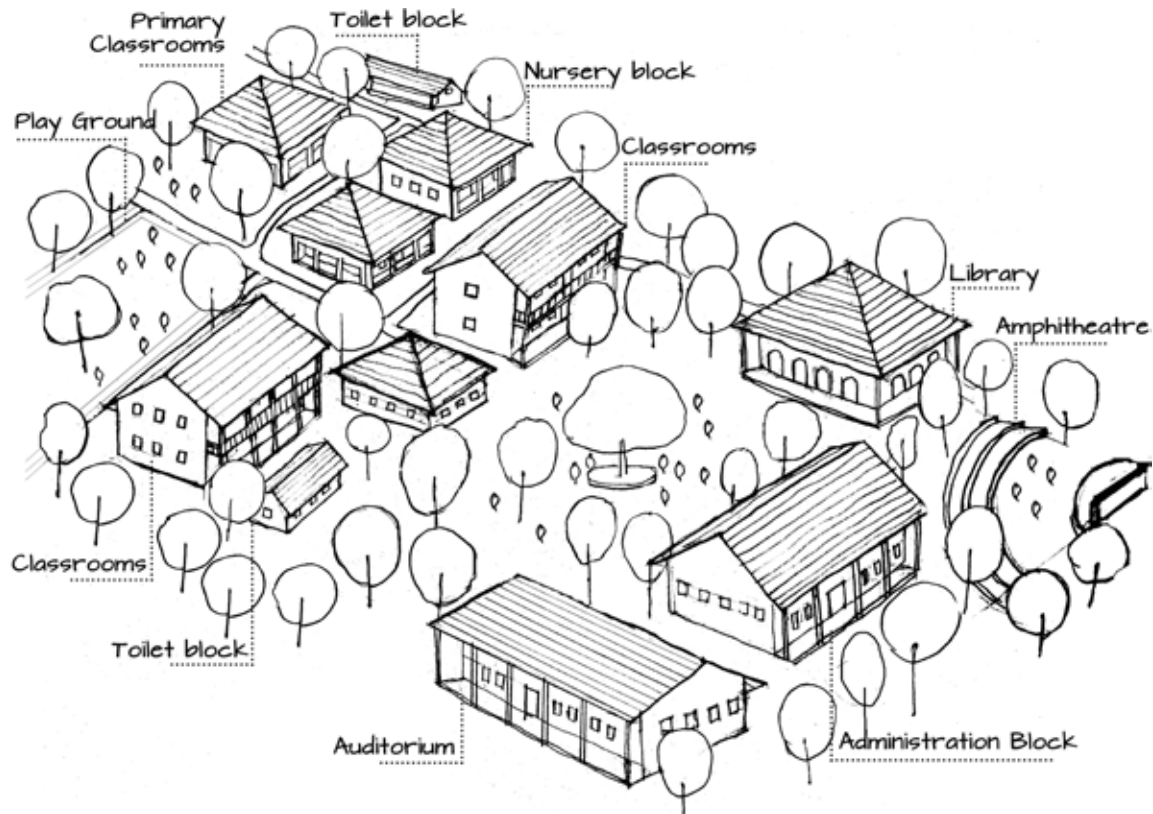 Primary
Classrooms
Toilet block
Nursery block
Play Ground
Classrooms
Library
Amphitheatre
Classrooms
Toilet block
Auditorium
Administration Block